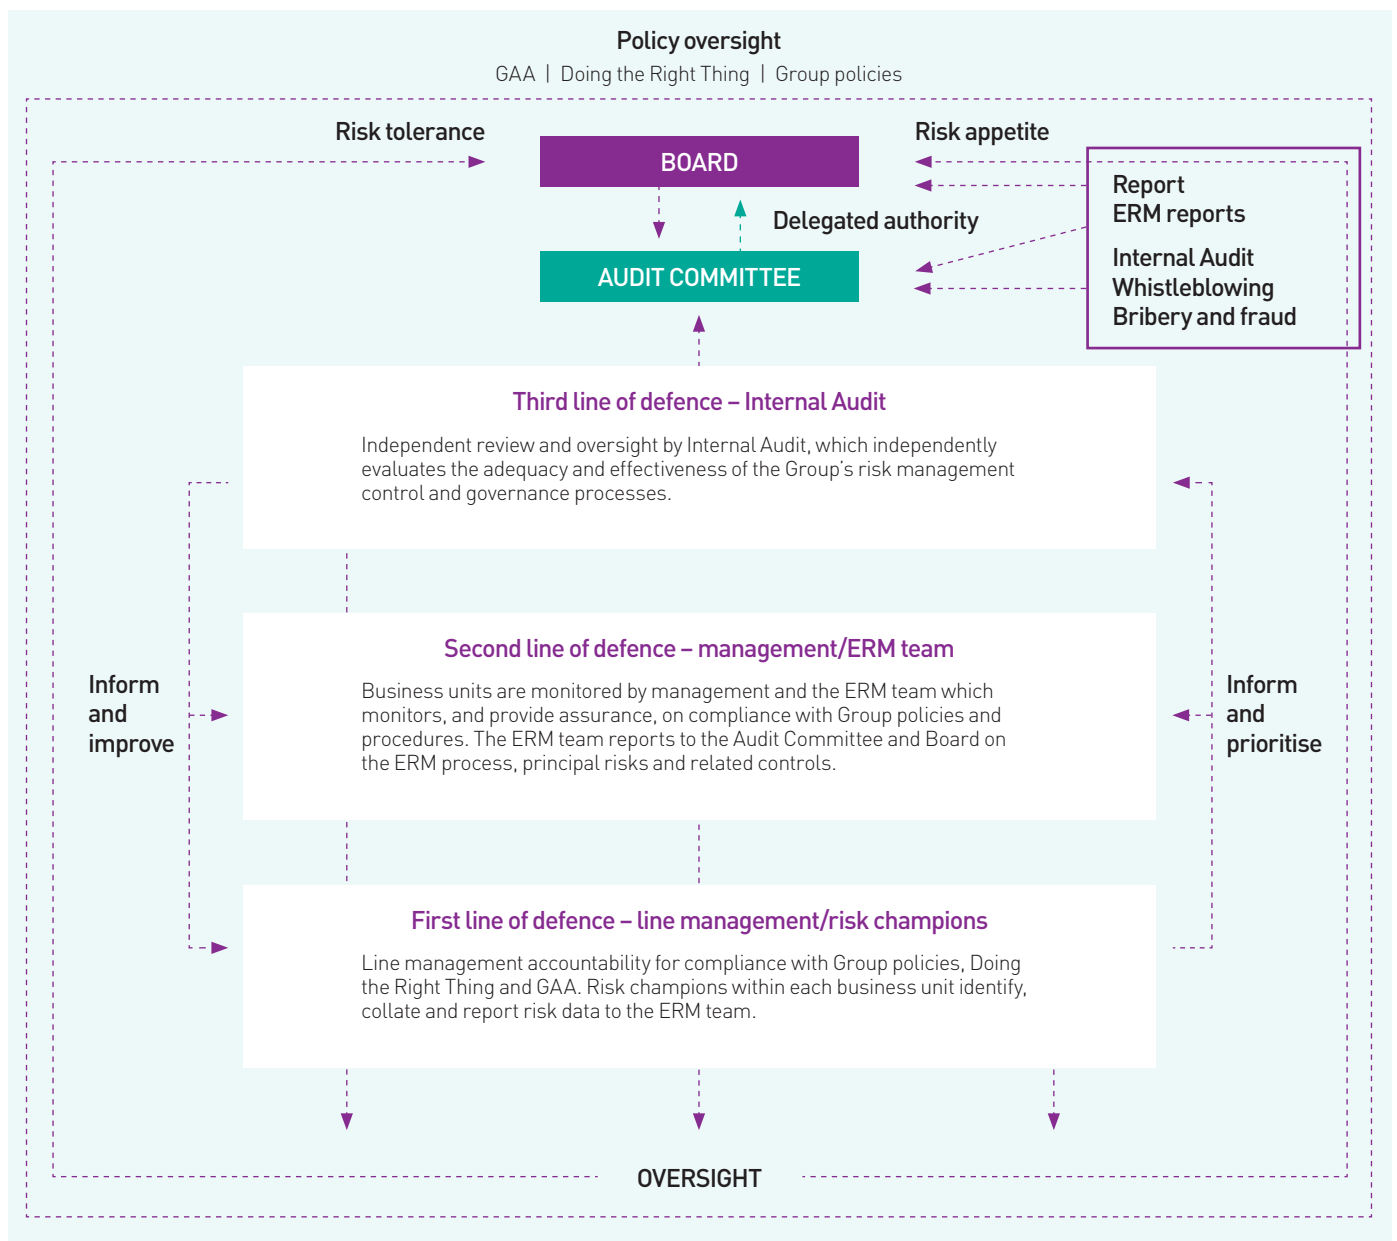 Policy oversight
GAA | Doing the Right Thing | Group policies
Risk tolerance
BOARD
Risk appetite
Report
ERM reports
Internal Audit
Whistleblowing
Bribery and fraud
Delegated authority
AUDIT COMMITTEE
Third line of defence – Internal Audit
Independent review and oversight by Internal Audit, which independently
evaluates the adequacy and effectiveness of the Group's risk management
control and governance processes.
Inform
and
improve
Second line of defence – management/ERM team
Business units are monitored by management and the ERM team which
monitors, and provide assurance, on compliance with Group policies and
procedures. The ERM team reports to the Audit Committee and Board on
the ERM process, principal risks and related controls.
Inform
and
prioritise
First line of defence – line management/risk champions
Line management accountability for compliance with Group policies, Doing
the Right Thing and GAA. Risk champions within each business unit identify,
collate and report risk data to the ERM team.
OVERSIGHT